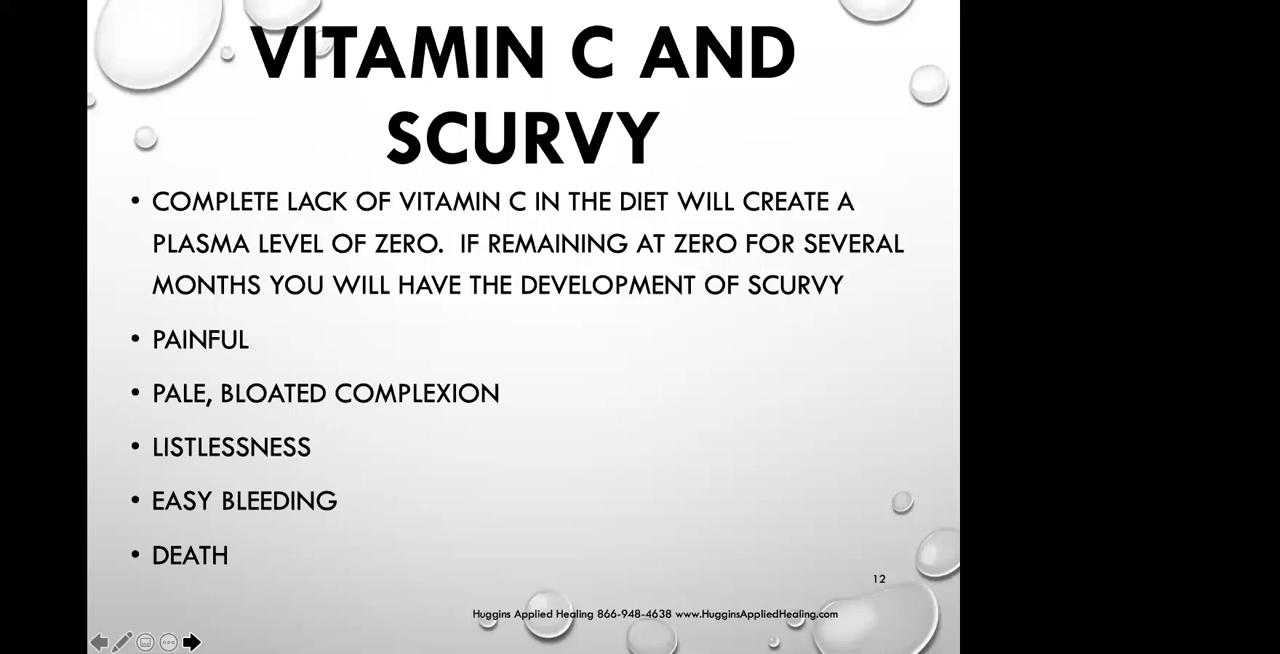 VITAMIN C AND
SCURVY
• COMPLETE LACK OF VITAMIN C IN THE DIET WILL CREATE A
PLASMA LEVEL OF ZERO.  IF REMAINING AT ZERO FOR SEVERAL
MONTHS YOU WILL HAVE THE DEVELOPMENT OF SCURVY
• PAINFUL
• PALE, BLOATED COMPLEXION
• LISTLESSNESS
• EASY BLEEDING
• DEATH
12
Huggins Applied Healing 866-948-4638 www.HugginsAppliedHealing.com